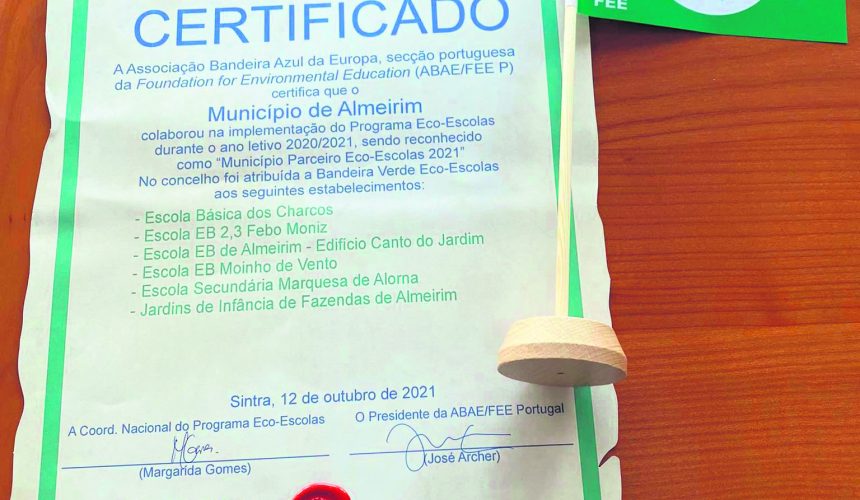 FEE
CERTIFICADO
A Associação Bandeira Azul da Europa, secção portuguesa
da Foundation for Environmental Education (ABAE/FEE P)
certifica que o
Município de Almeirim
colaborou na implementação do Programa Eco-Escolas
durante o ano letivo 2020/2021, sendo reconhecido
como “Município Parceiro Eco-Escolas 2021”
No concelho foi atribuída a Bandeira Verde Eco-Escolas
aos seguintes estabelecimentos:
- Escola Básica dos Charcos
- Escola EB 2,3 Febo Moniz
- Escola EB de Almeirim - Edificio Canto do Jardim
- Escola EB Moinho de Vento
- Escola Secundária Marquesa de Alorna
- Jardins de Infância de Fazendas de Almeirim
Sintra, 12 de outubro de 2021
A Coord. Nacional do Programa Eco-Escolas
O Presidente da ABAE/FEE Portugal
(Margarida Gomes)
(José Archer)